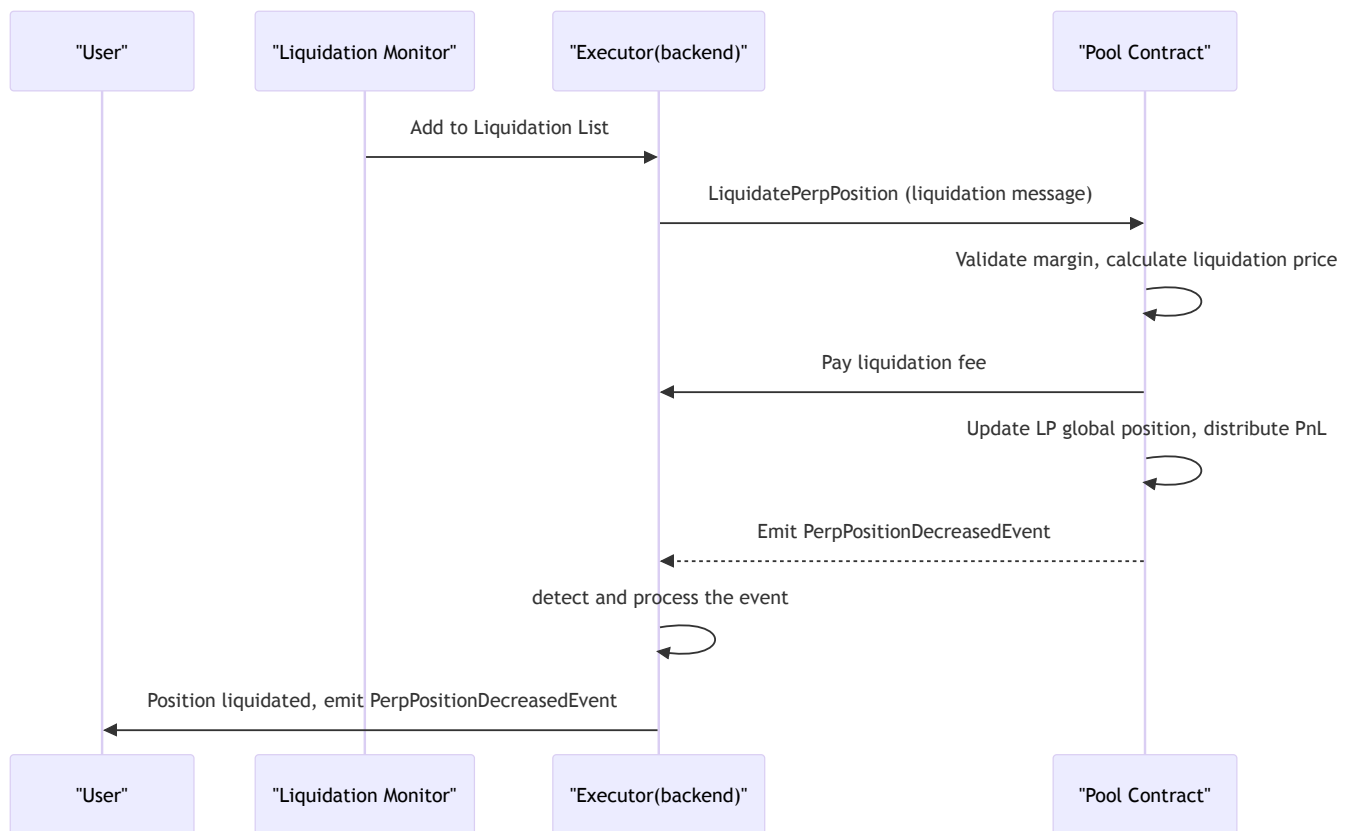 "User"
"Liquidation Monitor"
"Executor(backend)"
"Pool Contract"
Add to Liquidation List
LiquidatePerpPosition (liquidation message)
Validate margin, calculate liquidation price
Pay liquidation fee
Update LP global position, distribute PnL
Emit PerpPositionDecreasedEvent
detect and process the event
Position liquidated, emit PerpPositionDecreasedEvent
"User"
"Liquidation Monitor"
"Executor(backend)"
"Pool Contract"